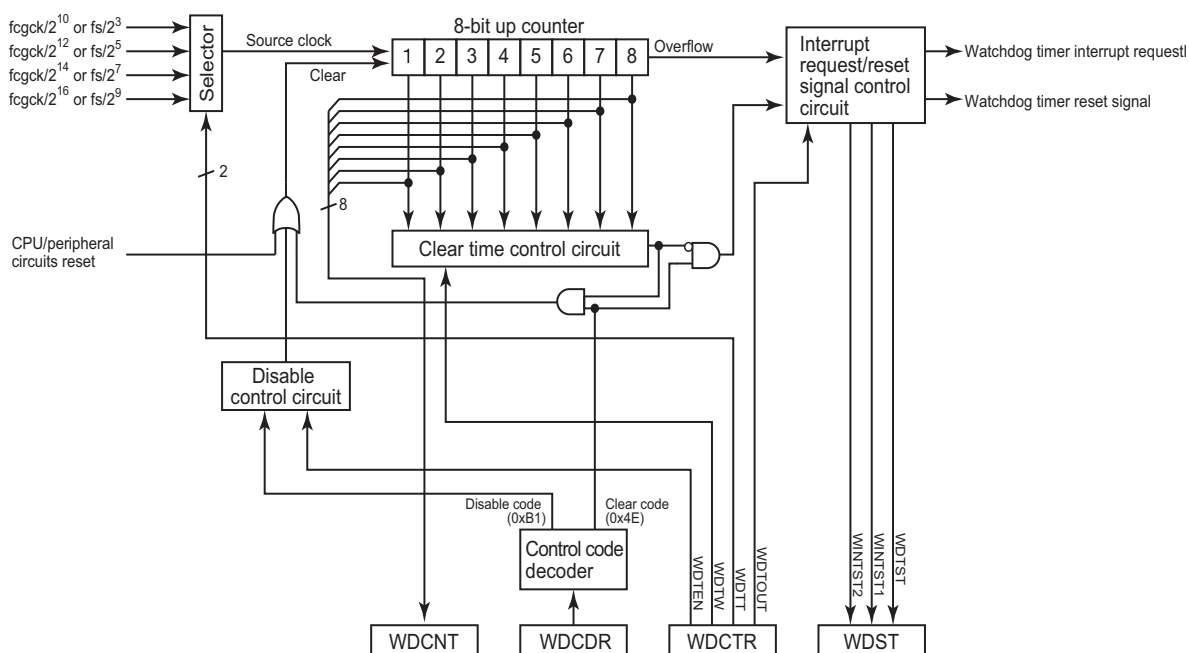 fcgck/2^10 or fs/2^3
fcgck/2^12 or fs/2^5
fcgck/2^14 or fs/2^7
fcgck/2^16 or fs/2^9
Selector
Source clock
Clear
8-bit up counter
1 2 3 4 5 6 7 8
Overflow
Interrupt
request/reset
signal control
circuit
Watchdog timer interrupt requestl
Watchdog timer reset signal
2
8
CPU/peripheral
circuits reset
Clear time control circuit
Disable
control circuit
Disable code
(0xB1)
Clear code
(0x4E)
Control code
decoder
WDTEN
WDTW
WDTT
WDTOUT
WINTST2
WINTST1
WDTST
WDCNT
WDCDR
WDCTR
WDST